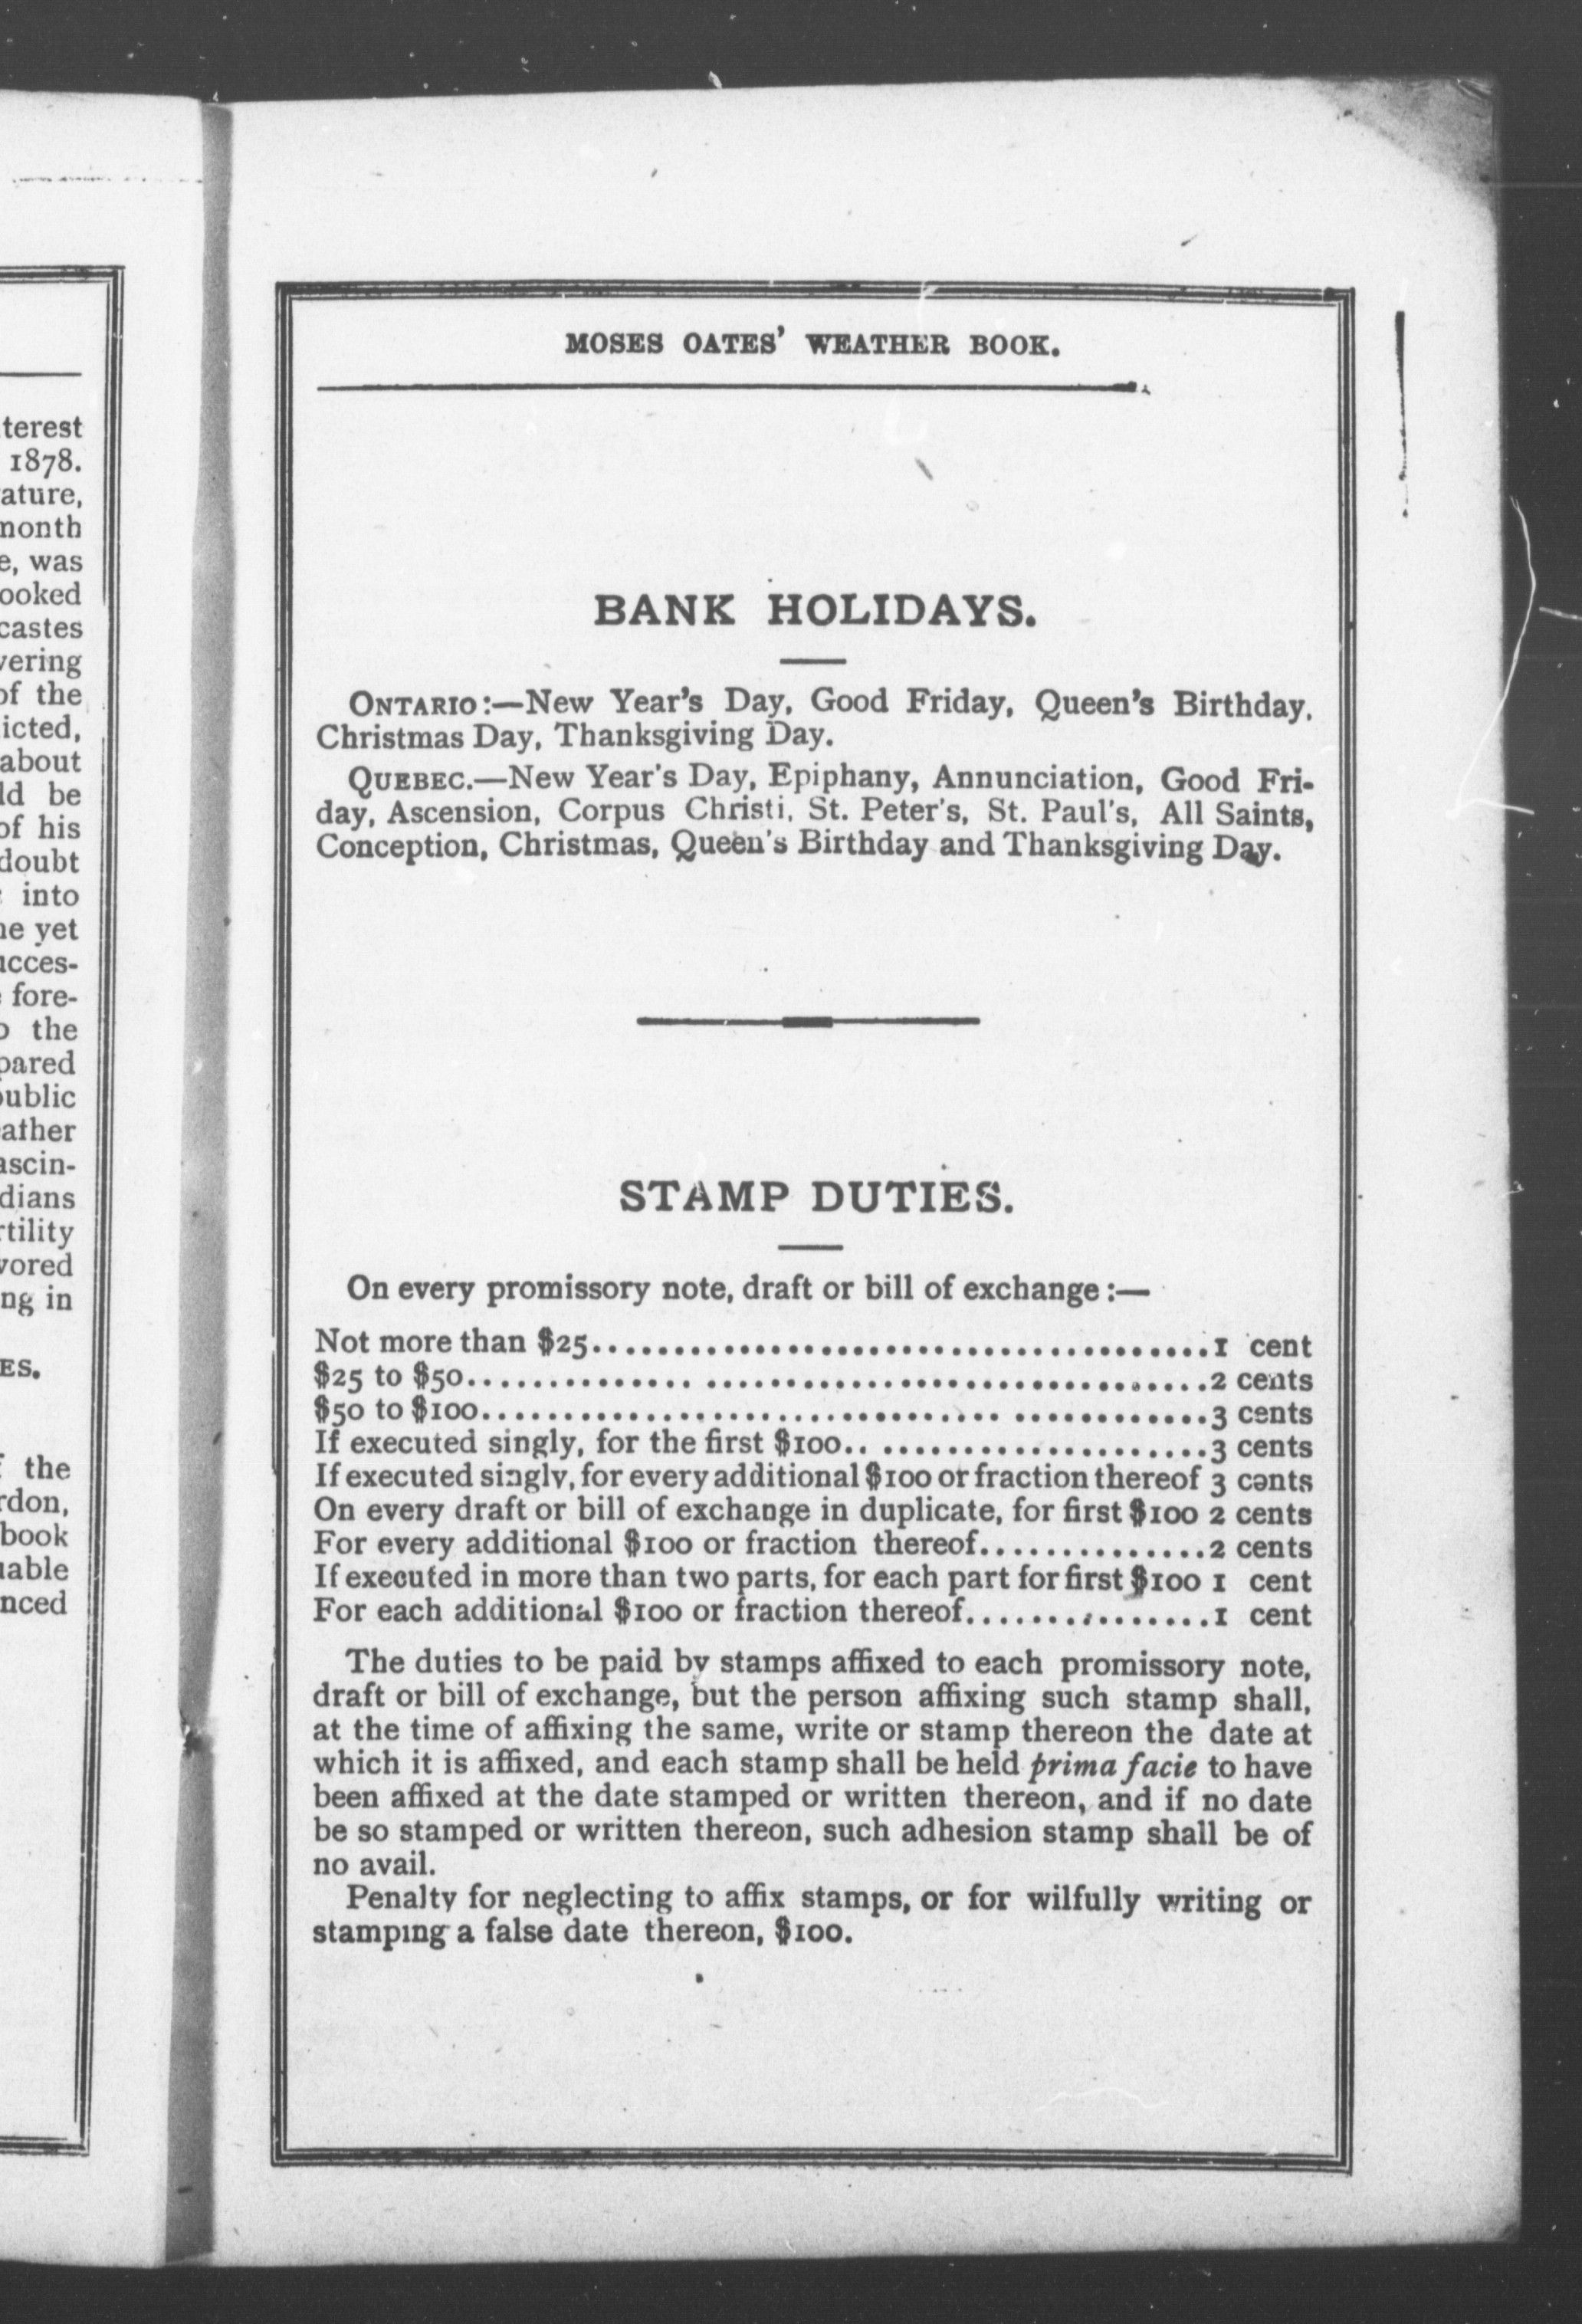 terest
1878.
ature,
month
e, was
ooked
castes
vering
of the
icted,
about
ld be
of his
doubt
into
ne yet
ucces-
fore-
o the
pared
public
ather
ascin-
dians
rtility
vored
ng in
ES.
f the
rdon,
book
uable
nced
MOSES OATES' WEATHER BOOK.
BANK HOLIDAYS.
ONTARIO:—New Year's Day, Good Friday, Queen's Birthday,
Christmas Day, Thanksgiving Day.
QUEBEC.—New Year's Day, Epiphany, Annunciation, Good Fri-
day, Ascension, Corpus Christi, St. Peter's, St. Paul's, All Saints,
Conception, Christmas, Queen's Birthday and Thanksgiving Day.
STAMP DUTIES.
On every promissory note, draft or bill of exchange:—
Not more than $25......................................1 cent
$25 to $50.............. ...............................2 cents
$50 to $100................................ ............3 cents
If executed singly, for the first $100.. ....................3 cents
If executed singly, for every additional $100 or fraction thereof 3 cents
On every draft or bill of exchange in duplicate, for first $100 2 cents
For every additional $100 or fraction thereof..............2 cents
If executed in more than two parts, for each part for first $100 1 cent
For each additional $100 or fraction thereof...............1 cent
The duties to be paid by stamps affixed to each promissory note,
draft or bill of exchange, but the person affixing such stamp shall,
at the time of affixing the same, write or stamp thereon the date at
which it is affixed, and each stamp shall be held prima facie to have
been affixed at the date stamped or written thereon, and if no date
be so stamped or written thereon, such adhesion stamp shall be of
no avail.
Penalty for neglecting to affix stamps, or for wilfully writing or
stamping a false date thereon, $100.